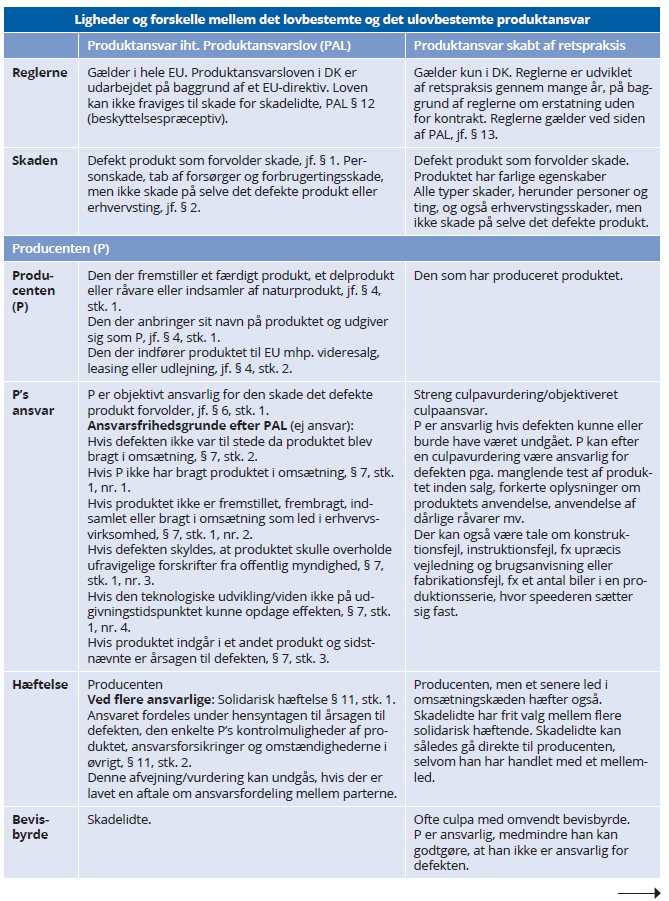 Ligheder og forskelle mellem det lovbestemte og det ulovbestemte produktansvar
Produktansvar iht. Produktansvarslov (PAL)
Produktansvar skabt af retspraksis
Reglerne
Gælder i hele EU. Produktansvarsloven i DK er
udarbejdet på baggrund af et EU-direktiv. Loven
kan ikke fraviges til skade for skadelidte, PAL § 12
(beskyttelsespræceptiv).
Gælder kun i DK. Reglerne er udviklet
af retspraksis gennem mange år, på bag-
grund af reglerne om erstatning uden
for kontrakt. Reglerne gælder ved siden
af PAL, jf. § 13.
Skaden
Defekt produkt som forvolder skade, jf. § 1. Per-
sonskade, tab af forsørger og forbrugertingsskade,
men ikke skade på selve det defekte produkt eller
erhvervsting, jf. § 2.
Defekt produkt som forvolder skade.
Produktet har farlige egenskaber
Alle typer skader, herunder personer og
ting, og også erhvervstingsskader, men
ikke skade på selve det defekte produkt.
Producenten (P)
Produ-
centen
(P)
Den der fremstiller et færdigt produkt, et delprodukt
eller råvare eller indsamler af naturprodukt, jf. § 4,
stk. 1.
Den der anbringer sit navn på produktet og udgiver
sig som P, jf. § 4, stk. 1.
Den der indfører produktet til EU mhp. videresalg,
leasing eller udlejning, jf. § 4, stk. 2.
Den som har produceret produktet.
P's
ansvar
P er objektivt ansvarlig for den skade det defekte
produkt forvolder, jf. § 6, stk. 1.
Ansvarsfrihedsgrunde efter PAL (ej ansvar):
Hvis defekten ikke var til stede da produktet blev
bragt i omsætning, § 7, stk. 2.
Hvis P ikke har bragt produktet i omsætning, § 7, stk.
1, nr. 1.
Hvis produktet ikke er fremstillet, frembragt, ind-
samlet eller bragt i omsætning som led i erhvervs-
virksomhed, § 7, stk. 1, nr. 2.
Hvis defekten skyldes, at produktet skulle overholde
ufravigelige forskrifter fra offentlig myndighed, § 7,
stk. 1, nr. 3.
Hvis den teknologiske udvikling/viden ikke på ud-
givningstidspunktet kunne opdage effekten, § 7, stk.
1, nr. 4.
Hvis produktet indgår i et andet produkt og sidst-
nævnte er årsagen til defekten, § 7, stk. 3.
Streng culpavurdering/objektiveret
culpaansvar.
P er ansvarlig hvis defekten kunne eller
burde have været undgået. P kan efter
en culpavurdering være ansvarlig for
defekten pga. manglende test af produk-
tet inden salg, forkerte oplysninger om
produktets anvendelse, anvendelse af
dårlige råvarer mv.
Der kan også være tale om konstruk-
tionsfejl, instruktionsfejl, fx upræcis
vejledning og brugsanvisning eller
fabrikationsfejl, fx et antal biler i en pro-
duktionsserie, hvor speederen sætter
sig fast.
Hæftelse
Producenten
Ved flere ansvarlige: Solidarisk hæftelse § 11, stk. 1.
Ansvaret fordeles under hensyntagen til årsagen til
defekten, den enkelte P's kontrolmuligheder af pro-
duktet, ansvarsforsikringer og omstændighederne i
øvrigt, § 11, stk. 2.
Denne afvejning/vurdering kan undgås, hvis der er
lavet en aftale om ansvarsfordeling mellem parterne.
Producenten, men et senere led i
omsætningskæden hæfter også.
Skadelidte har frit valg mellem flere
solidarisk hæftende. Skadelidte kan
således gå direkte til producenten,
selvom han har handlet med et mellem-
led.
Bevis-
byrde
Skadelidte.
Ofte culpa med omvendt bevisbyrde.
P er ansvarlig, medmindre han kan
godtgøre, at han ikke er ansvarlig for
defekten.